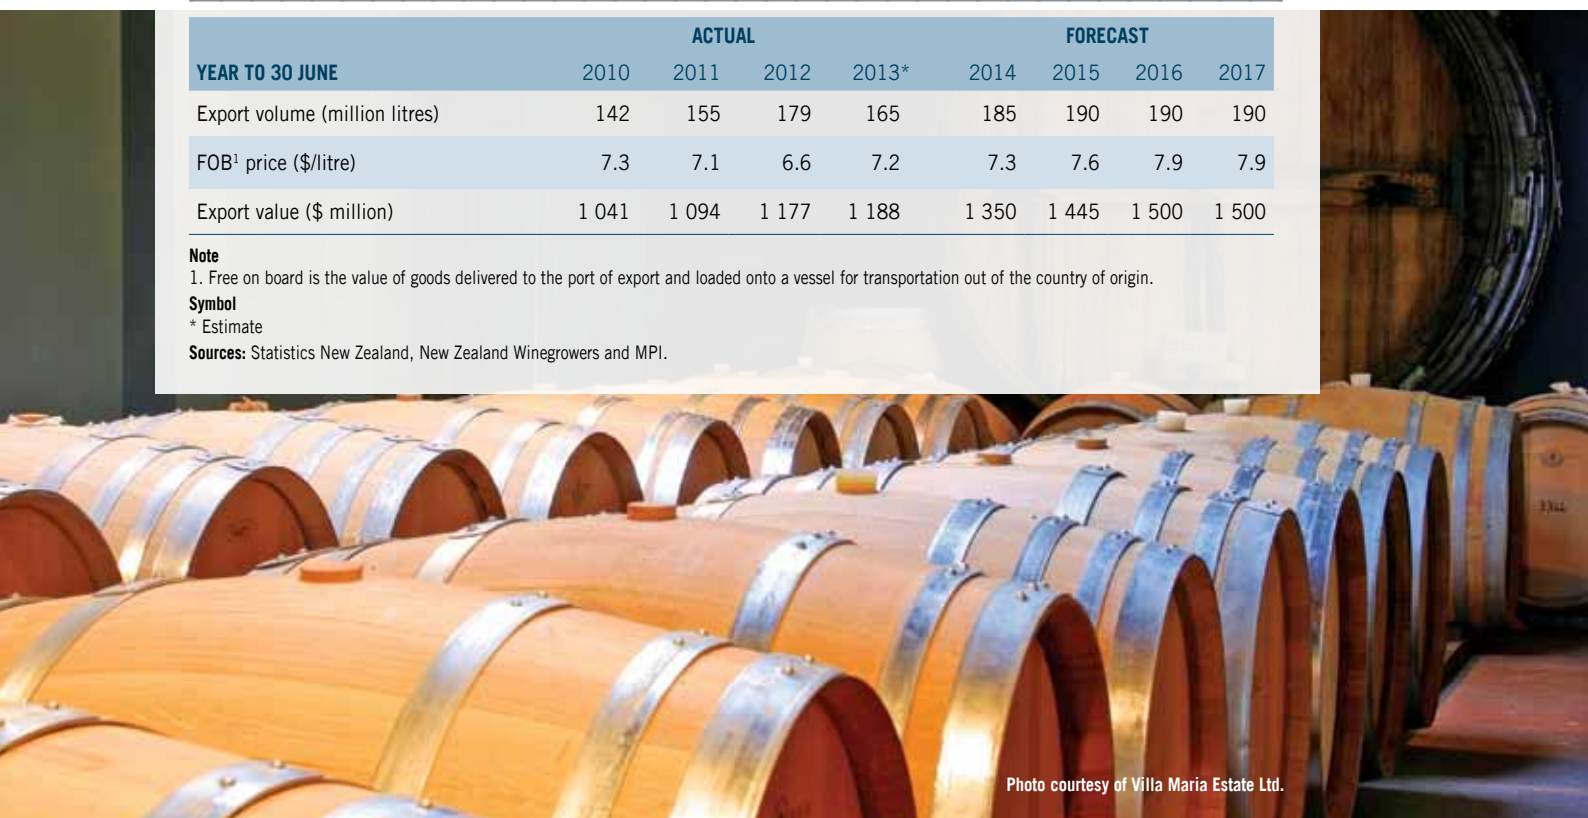 ACTUAL FORECAST
YEAR TO 30 JUNE 2010 2011 2012 2013* 2014 2015 2016 2017
Export volume (million litres) 142 155 179 165 185 190 190 190
FOB1 price ($/litre) 7.3 7.1 6.6 7.2 7.3 7.6 7.9 7.9
Export value ($ million) 1 041 1 094 1 177 1 188 1 350 1 445 1 500 1 500
Note
1. Free on board is the value of goods delivered to the port of export and loaded onto a vessel for transportation out of the country of origin.
Symbol
* Estimate
Sources: Statistics New Zealand, New Zealand Winegrowers and MPI.
Photo courtesy of Villa Maria Estate Ltd.